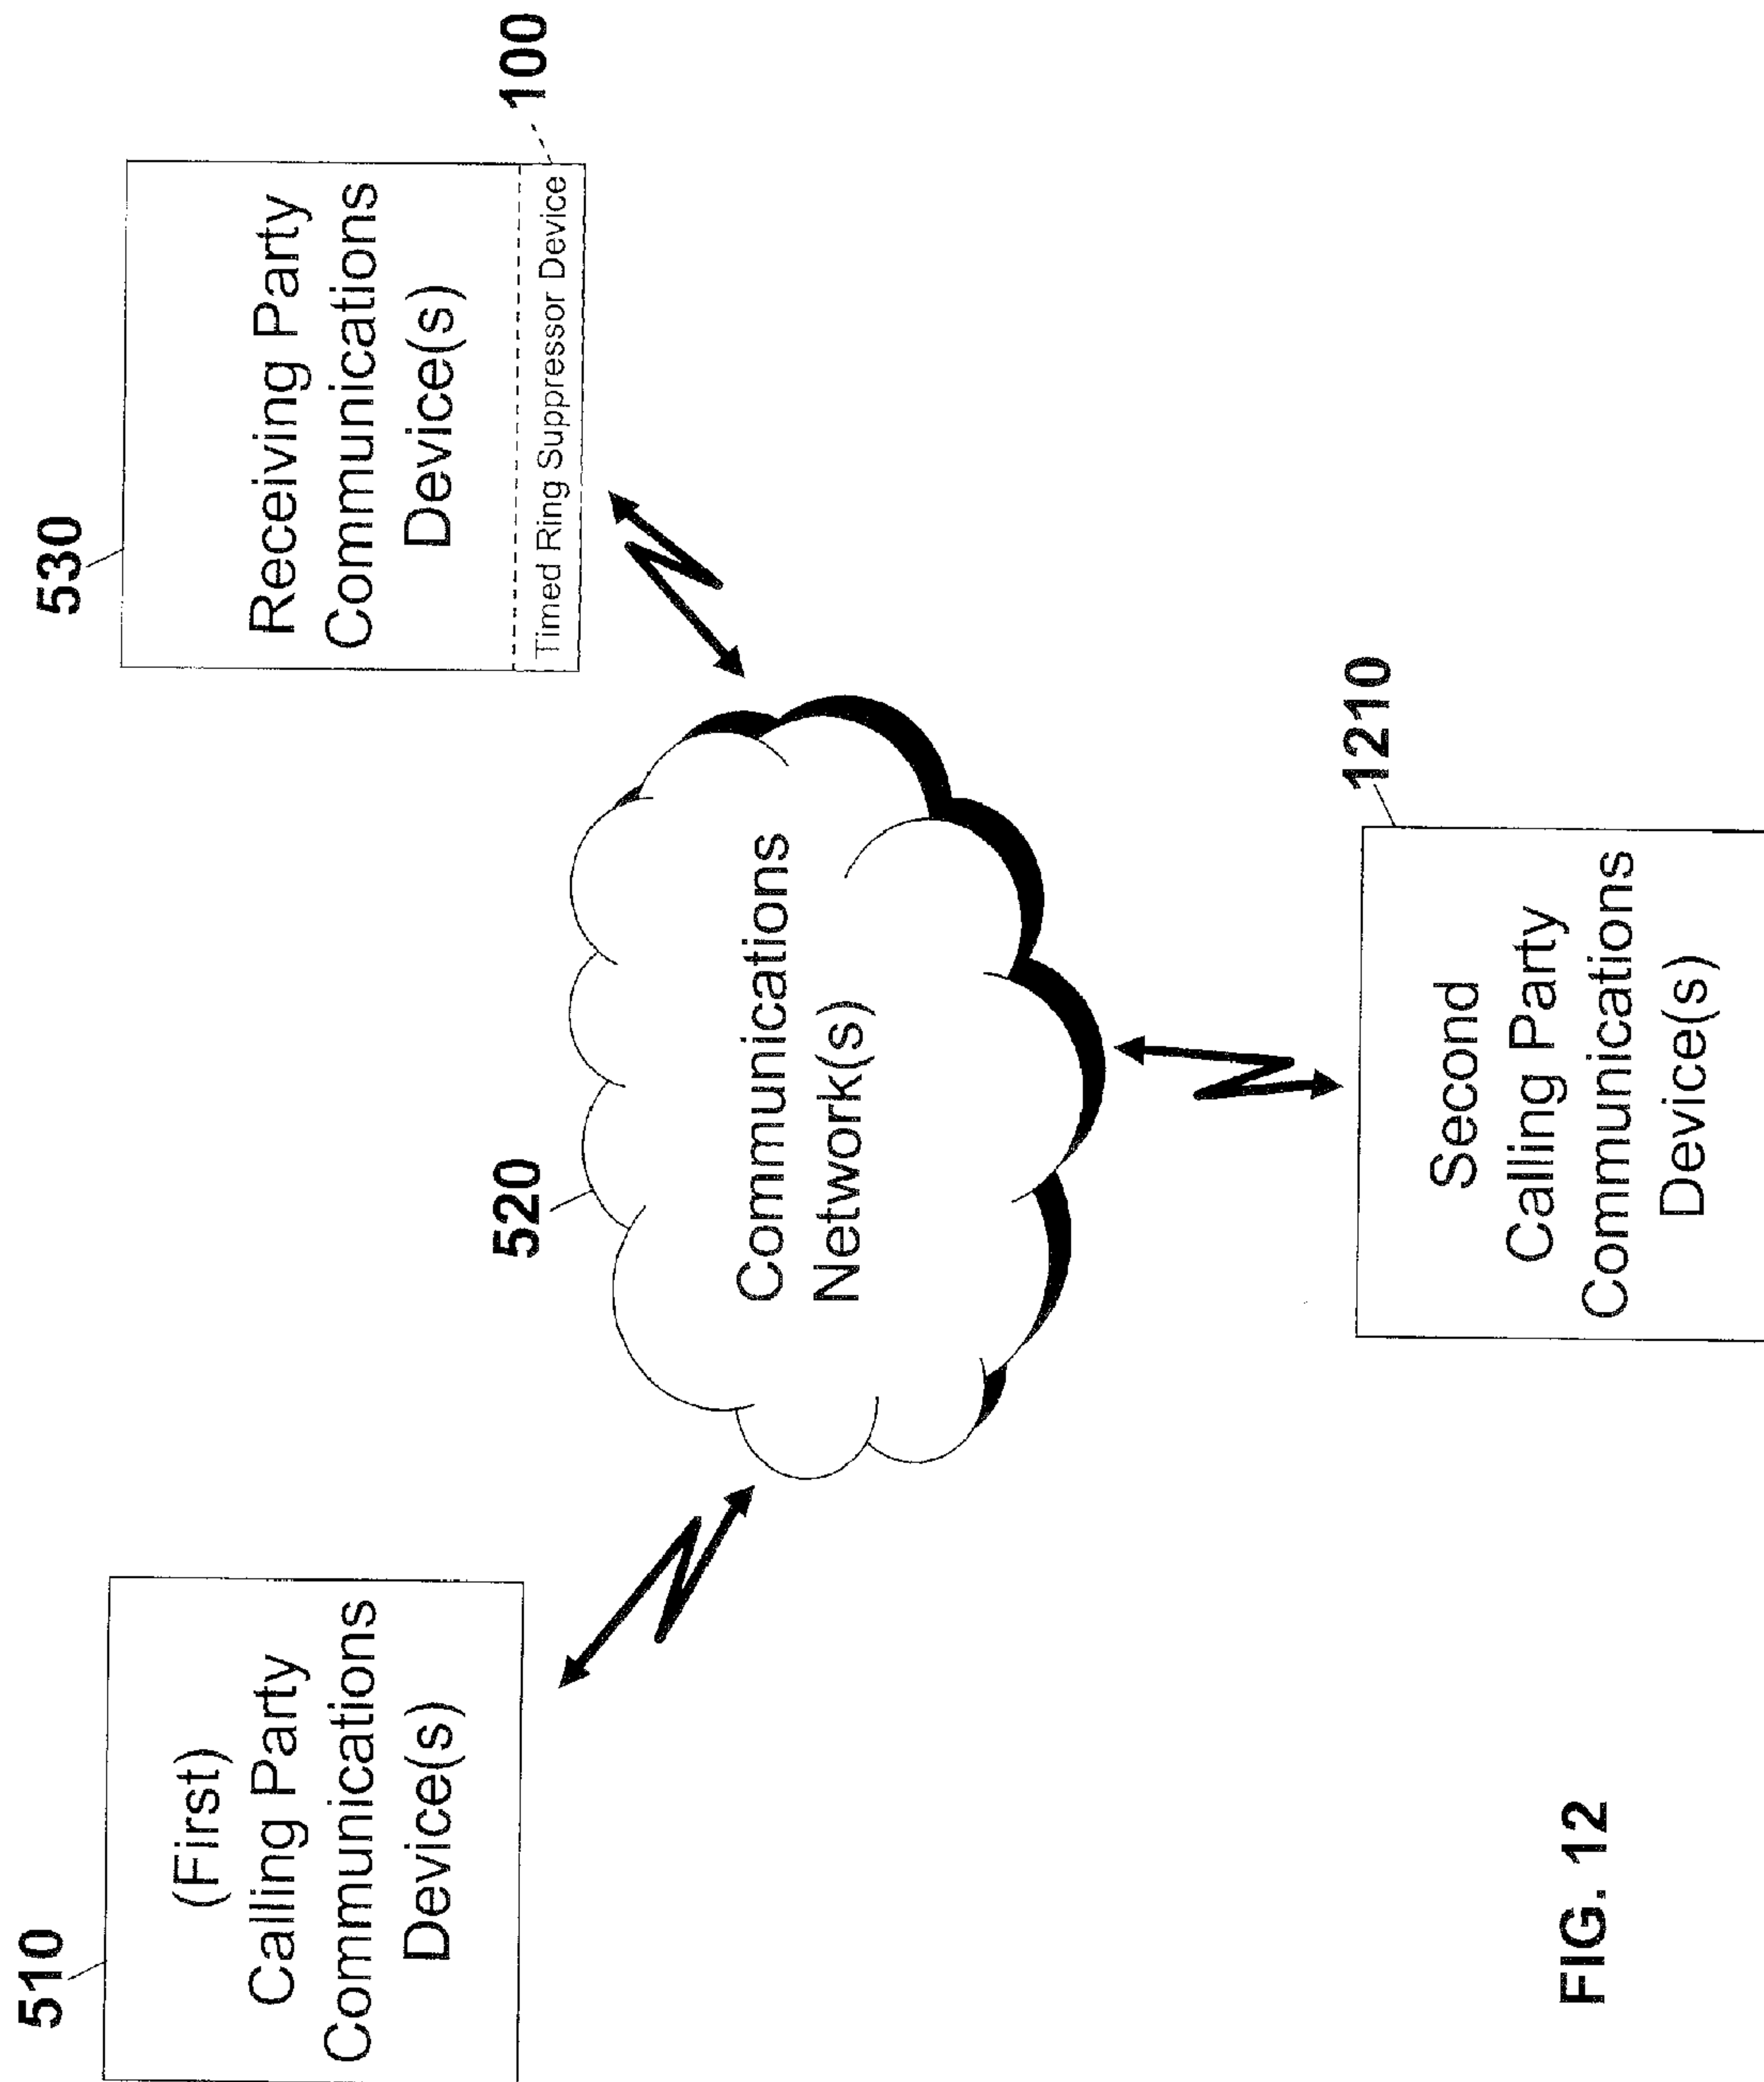 510
(First)
Calling Party
Communications
Device(s)
520
Communications
Network(s)
530
Receiving Party
Communications
Device(s)
Timed Ring Suppressor Device
100
1210
Second
Calling Party
Communications
Device(s)
FIG. 12